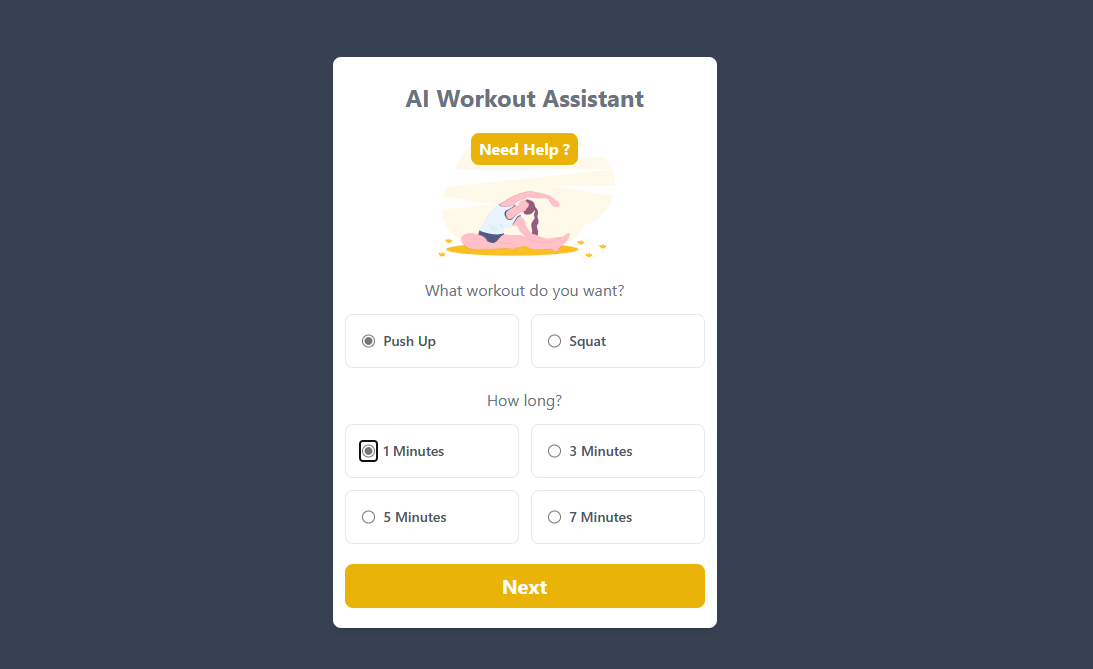 AI Workout Assistant
Need Help ?
What workout do you want?
Push Up
Squat
How long?
1 Minutes
3 Minutes
5 Minutes
7 Minutes
Next